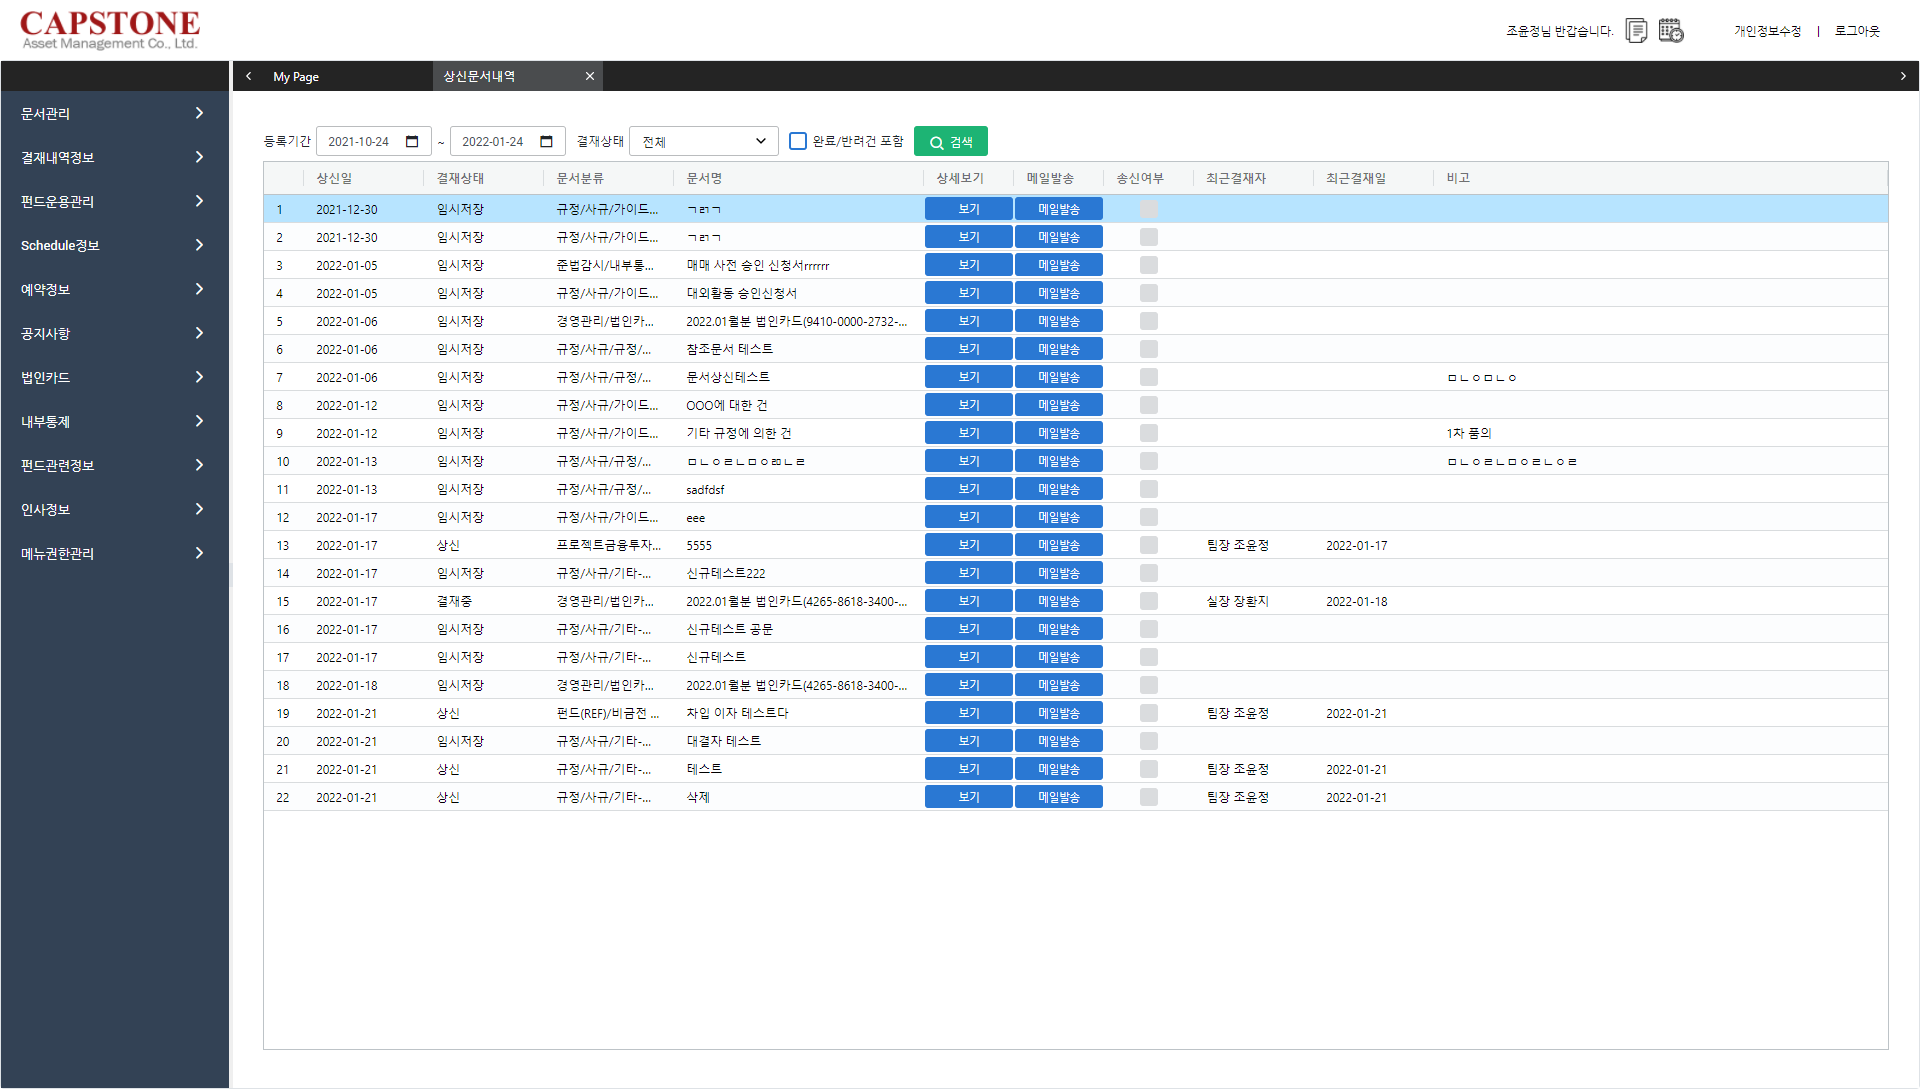 CAPSTONE
Asset Management Co., Ltd.
조윤정님 반갑습니다. 개인정보수정 | 로그아웃
My Page 상신문서내역
문서관리
결재내역정보
펀드운용관리
Schedule정보
예약정보
공지사항
법인카드
내부통제
펀드관련정보
인사정보
메뉴권한관리
등록기간 2021-10-24 ~ 2022-01-24 결재상태 전체 완료/반려건 포함 검색
상신일 결재상태 문서분류 문서명 상세보기 메일발송 송신여부 최근결재자 최근결재일 비고
1 2021-12-30 임시저장 규정/사규/가이드... ㄱㄺㄱ 보기 메일발송
2 2021-12-30 임시저장 규정/사규/가이드... ㄱㄺㄱ 보기 메일발송
3 2022-01-05 임시저장 준법감시/내부통... 매매 사전 승인 신청서rrrrrr 보기 메일발송
4 2022-01-05 임시저장 규정/사규/가이드... 대외활동 승인신청서 보기 메일발송
5 2022-01-06 임시저장 경영관리/법인카... 2022.01월분 법인카드(9410-0000-2732-... 보기 메일발송
6 2022-01-06 임시저장 규정/사규/규정/... 참조문서 테스트 보기 메일발송
7 2022-01-06 임시저장 규정/사규/규정/... 문서상신테스트 보기 메일발송 ㅁㄴㅇㅁㄴㅇ
8 2022-01-12 임시저장 규정/사규/가이드... OOO에 대한 건 보기 메일발송
9 2022-01-12 임시저장 규정/사규/가이드... 기타 규정에 의한 건 보기 메일발송 1차 품의
10 2022-01-13 임시저장 규정/사규/규정/... ㅁㄴㅇㄹㄴㅁㅇㄻㄴㄹ 보기 메일발송 ㅁㄴㅇㄹㄴㅁㅇㄹㄴㅇㄹ
11 2022-01-13 임시저장 규정/사규/규정/... sadfdsf 보기 메일발송
12 2022-01-17 임시저장 규정/사규/가이드... eee 보기 메일발송
13 2022-01-17 상신 프로젝트금융투자... 5555 보기 메일발송 팀장 조윤정 2022-01-17
14 2022-01-17 임시저장 규정/사규/기타-... 신규테스트222 보기 메일발송
15 2022-01-17 결재중 경영관리/법인카... 2022.01월분 법인카드(4265-8618-3400-... 보기 메일발송 실장 장환지 2022-01-18
16 2022-01-17 임시저장 규정/사규/기타-... 신규테스트 공문 보기 메일발송
17 2022-01-17 임시저장 규정/사규/기타-... 신규테스트 보기 메일발송
18 2022-01-18 임시저장 경영관리/법인카... 2022.01월분 법인카드(4265-8618-3400-... 보기 메일발송
19 2022-01-21 상신 펀드(REF)/비금전 ... 차입 이자 테스트다 보기 메일발송 팀장 조윤정 2022-01-21
20 2022-01-21 임시저장 규정/사규/기타-... 대결자 테스트 보기 메일발송
21 2022-01-21 상신 규정/사규/기타-... 테스트 보기 메일발송 팀장 조윤정 2022-01-21
22 2022-01-21 상신 규정/사규/기타-... 삭제 보기 메일발송 팀장 조윤정 2022-01-21